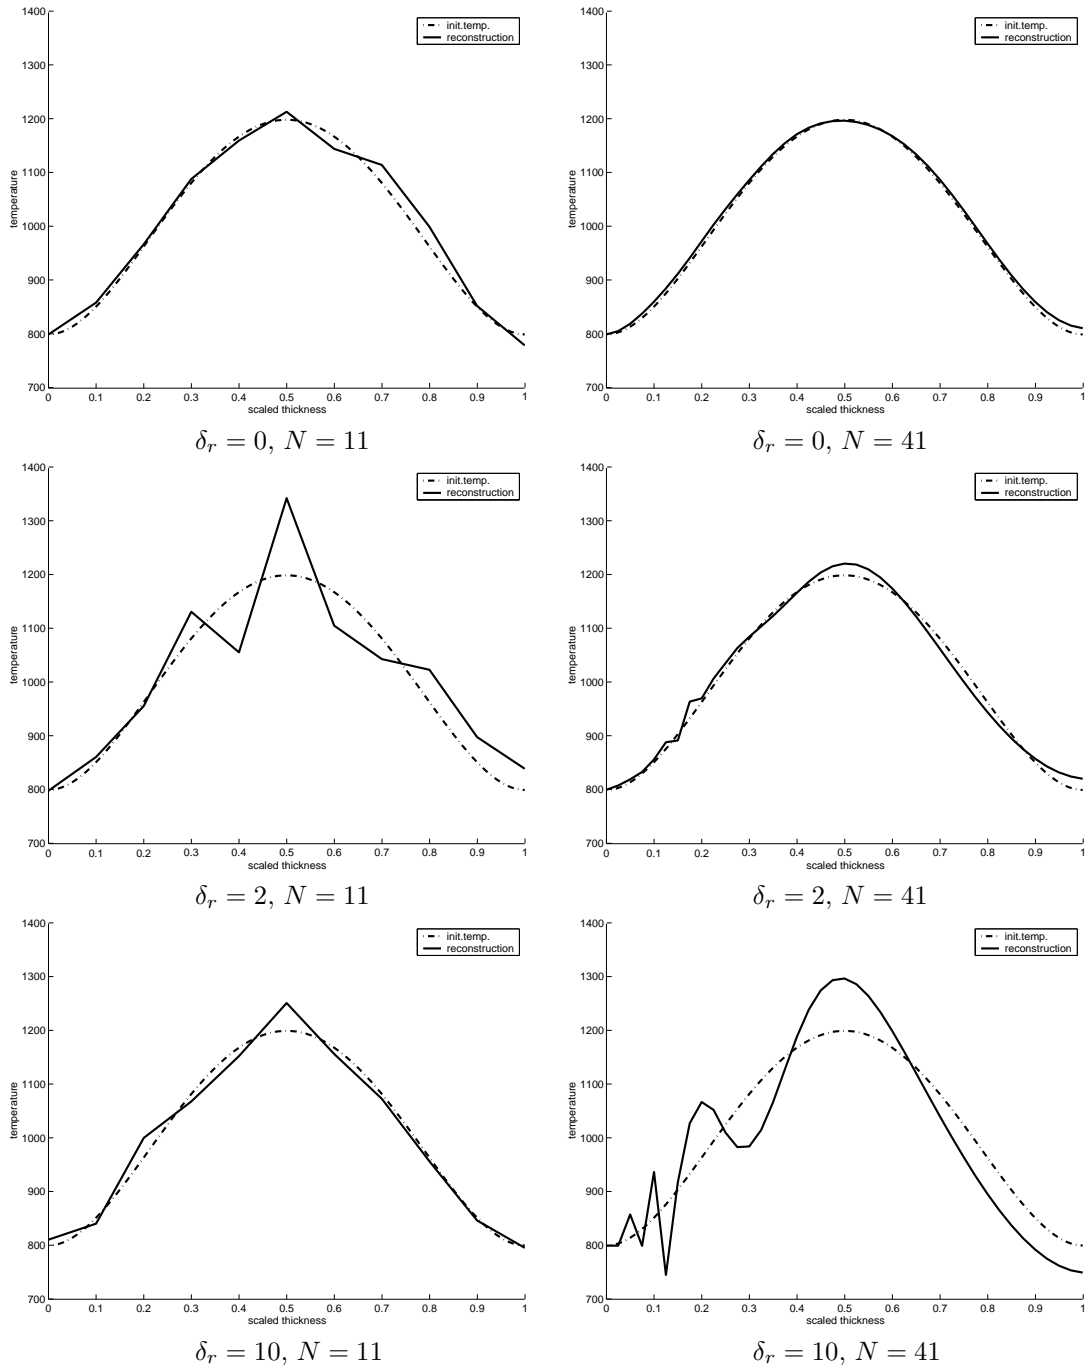 1400
1300
1200
1100
1000
900
800
700
temperature
init.temp.
reconstruction
0 0.1 0.2 0.3 0.4 0.5 0.6 0.7 0.8 0.9 1
scaled thickness
δr = 0, N = 11
1400
1300
1200
1100
1000
900
800
700
temperature
init.temp.
reconstruction
0 0.1 0.2 0.3 0.4 0.5 0.6 0.7 0.8 0.9 1
scaled thickness
δr = 0, N = 41
1400
1300
1200
1100
1000
900
800
700
temperature
init.temp.
reconstruction
0 0.1 0.2 0.3 0.4 0.5 0.6 0.7 0.8 0.9 1
scaled thickness
δr = 2, N = 11
1400
1300
1200
1100
1000
900
800
700
temperature
init.temp.
reconstruction
0 0.1 0.2 0.3 0.4 0.5 0.6 0.7 0.8 0.9 1
scaled thickness
δr = 2, N = 41
1400
1300
1200
1100
1000
900
800
700
temperature
init.temp.
reconstruction
0 0.1 0.2 0.3 0.4 0.5 0.6 0.7 0.8 0.9 1
scaled thickness
δr = 10, N = 11
1400
1300
1200
1100
1000
900
800
700
temperature
init.temp.
reconstruction
0 0.1 0.2 0.3 0.4 0.5 0.6 0.7 0.8 0.9 1
scaled thickness
δr = 10, N = 41